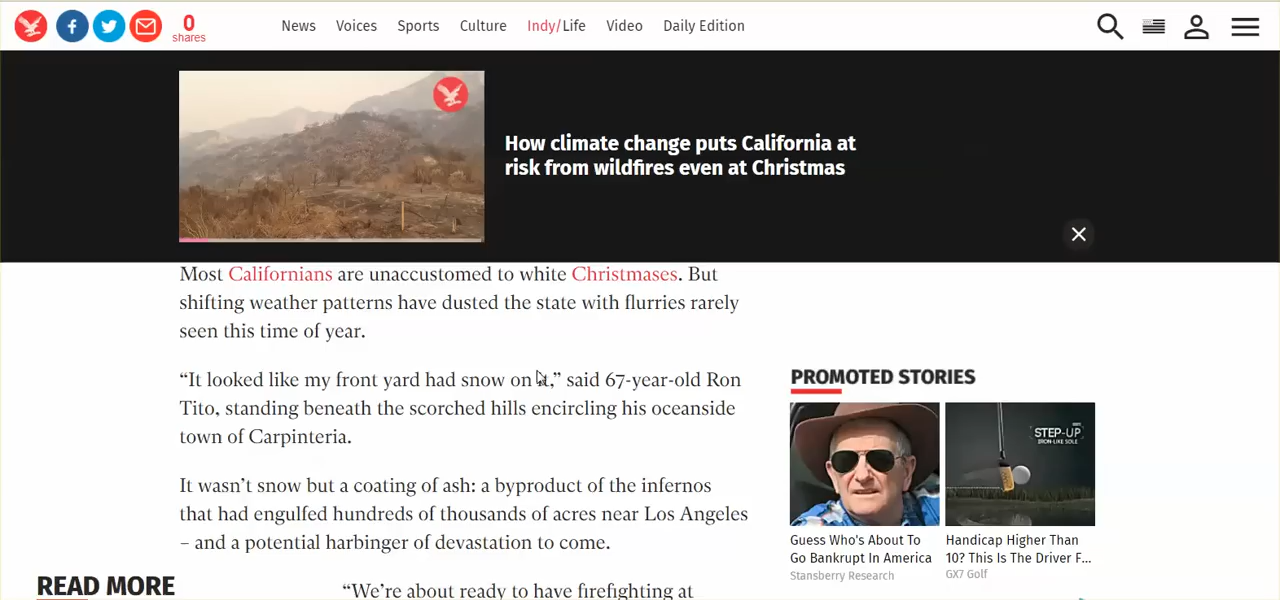 0
shares
News Voices Sports Culture Indy/Life Video Daily Edition
How climate change puts California at
risk from wildfires even at Christmas
Most Californians are unaccustomed to white Christmases. But
shifting weather patterns have dusted the state with flurries rarely
seen this time of year.
“It looked like my front yard had snow on it,” said 67-year-old Ron
Tito, standing beneath the scorched hills encircling his oceanside
town of Carpinteria.
It wasn’t snow but a coating of ash: a byproduct of the infernos
that had engulfed hundreds of thousands of acres near Los Angeles
– and a potential harbinger of devastation to come.
READ MORE
“We’re about ready to have firefighting at
PROMOTED STORIES
STEP-UP
IRON-LIKE SOLE
Guess Who's About To
Go Bankrupt In America
Stansberry Research
Handicap Higher Than
10? This Is The Driver F...
GX7 Golf